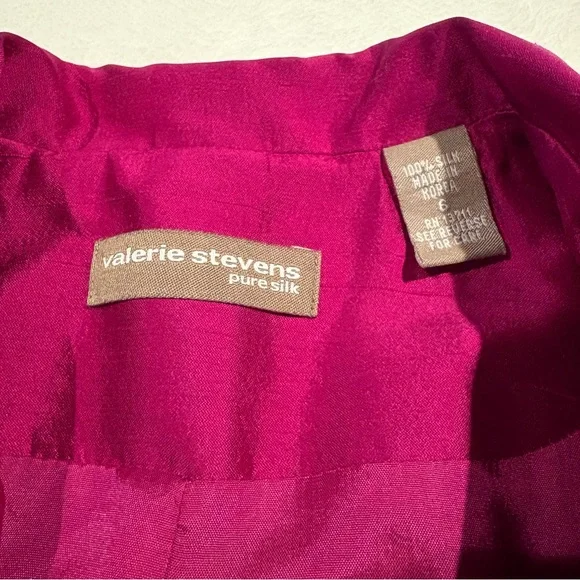 valerie stevens
pure silk
100% SILK
MADE IN
KOREA
6
SEE REVERSE
FOR CARE